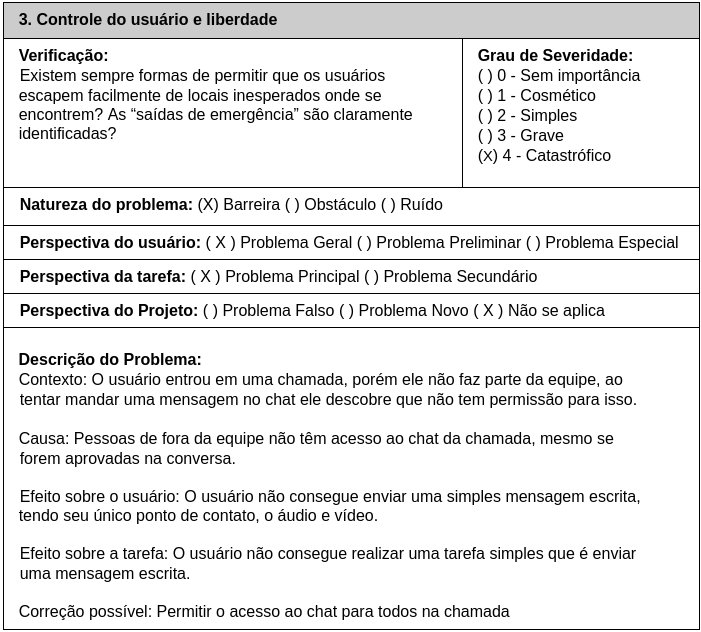 3. Controle do usuário e liberdade
Verificação:
Existem sempre formas de permitir que os usuários
escapem facilmente de locais inesperados onde se
encontrem? As “saídas de emergência” são claramente
identificadas?
Grau de Severidade:
( ) 0 - Sem importância
( ) 1 - Cosmético
( ) 2 - Simples
( ) 3 - Grave
(X) 4 - Catastrófico
Natureza do problema: (X) Barreira ( ) Obstáculo ( ) Ruído
Perspectiva do usuário: ( X ) Problema Geral ( ) Problema Preliminar ( ) Problema Especial
Perspectiva da tarefa: ( X ) Problema Principal ( ) Problema Secundário
Perspectiva do Projeto: ( ) Problema Falso ( ) Problema Novo ( X ) Não se aplica
Descrição do Problema:
Contexto: O usuário entrou em uma chamada, porém ele não faz parte da equipe, ao
tentar mandar uma mensagem no chat ele descobre que não tem permissão para isso.
Causa: Pessoas de fora da equipe não têm acesso ao chat da chamada, mesmo se
forem aprovadas na conversa.
Efeito sobre o usuário: O usuário não consegue enviar uma simples mensagem escrita,
tendo seu único ponto de contato, o áudio e vídeo.
Efeito sobre a tarefa: O usuário não consegue realizar uma tarefa simples que é enviar
uma mensagem escrita.
Correção possível: Permitir o acesso ao chat para todos na chamada